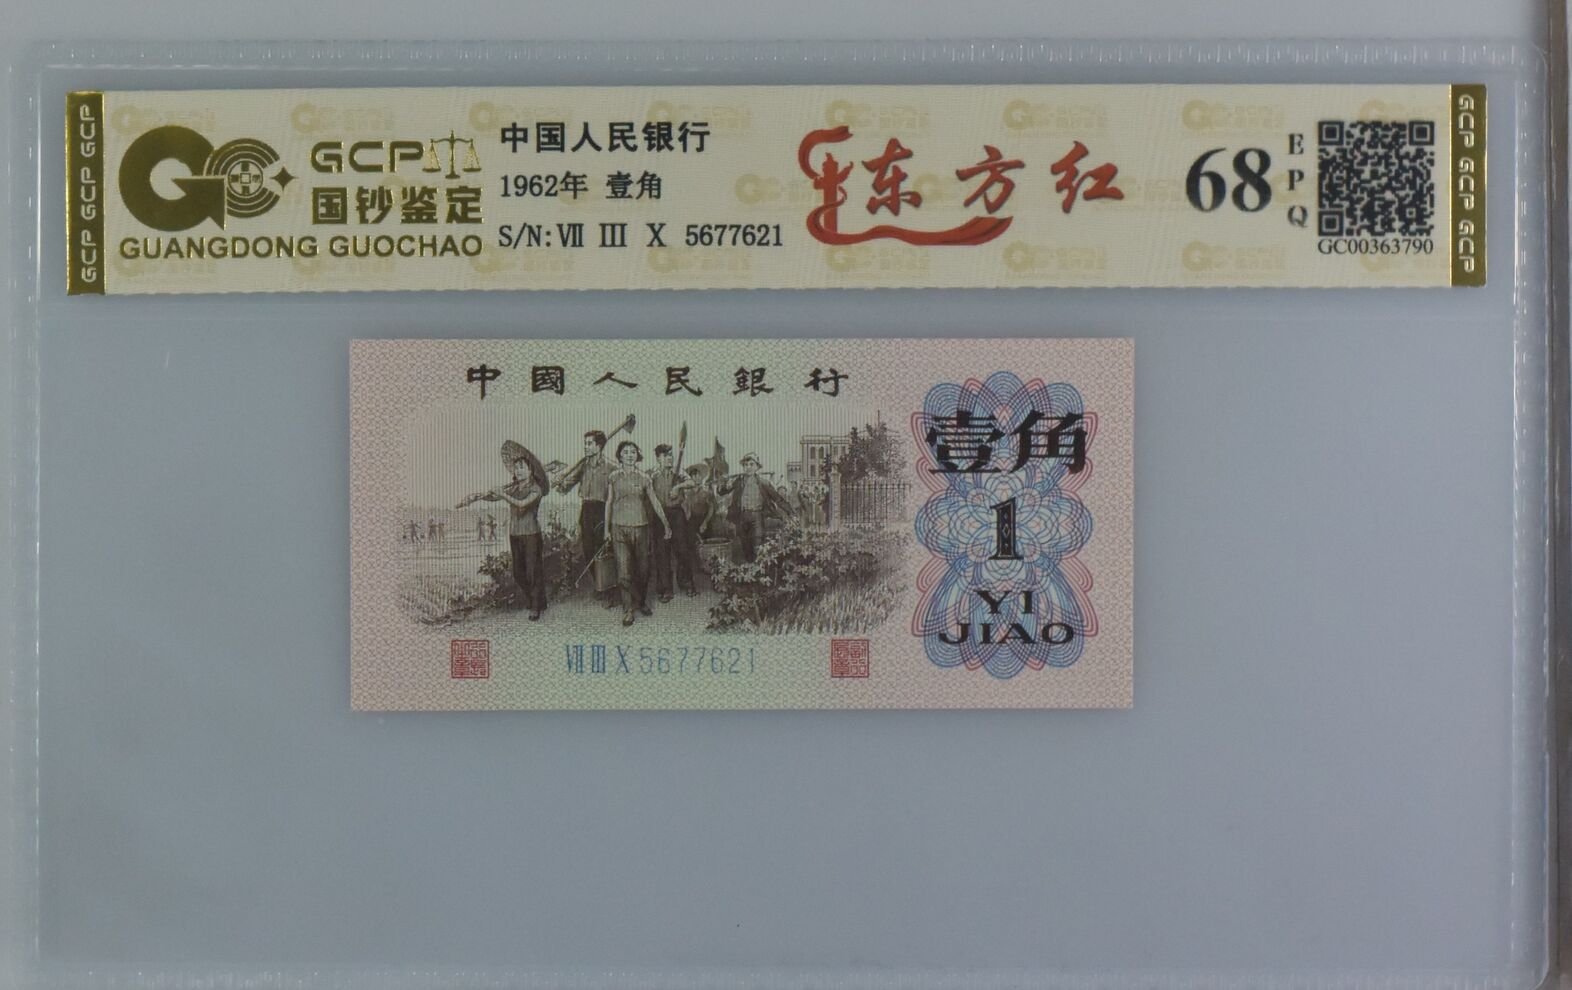 GCP GCP GCP
GCP
国钞鉴定
GUANGDONG GUOCHAO
中国人民银行
1962年 壹角
S/N: Ⅶ Ⅲ Ⅹ 5677621
东方红
68
EPQ
GC00363790
GCP GCP GCP
中國人民銀行
壹角
1
YI
JIAO
Ⅶ Ⅲ Ⅹ 5677621